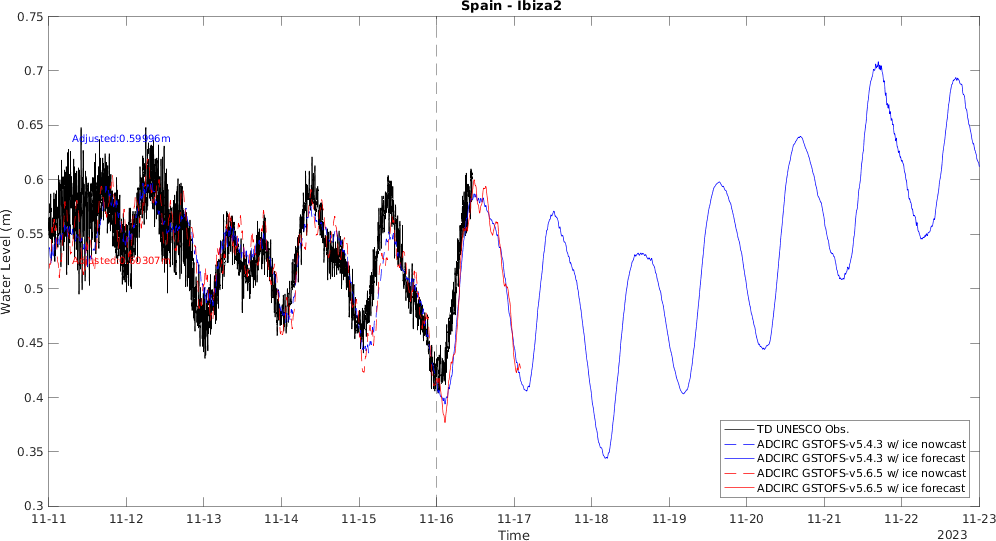 Spain - Ibiza2
0.75
0.7
0.65
0.6
0.55
0.5
0.45
0.4
0.35
0.3
Water Level (m)
Adjusted:0.59996m
11-11
11-12
11-13
11-14
11-15
11-16
11-17
11-18
11-19
11-20
11-21
11-22
11-23
Time
2023
TD UNESCO Obs.
ADCIRC GSTOFS-v5.4.3 w/ ice nowcast
ADCIRC GSTOFS-v5.4.3 w/ ice forecast
ADCIRC GSTOFS-v5.6.5 w/ ice nowcast
ADCIRC GSTOFS-v5.6.5 w/ ice forecast